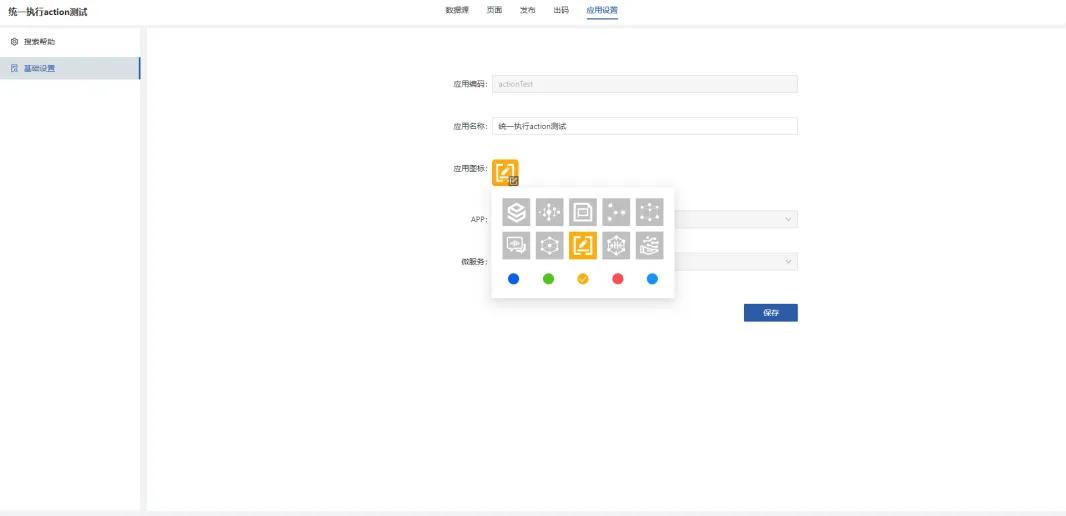 统一执行action测试
数据源 页面 发布 出码 应用设置
搜索帮助
基础设置
应用编码: actionTest
应用名称: 统一执行action测试
应用图标:
APP:
微服务:
保存